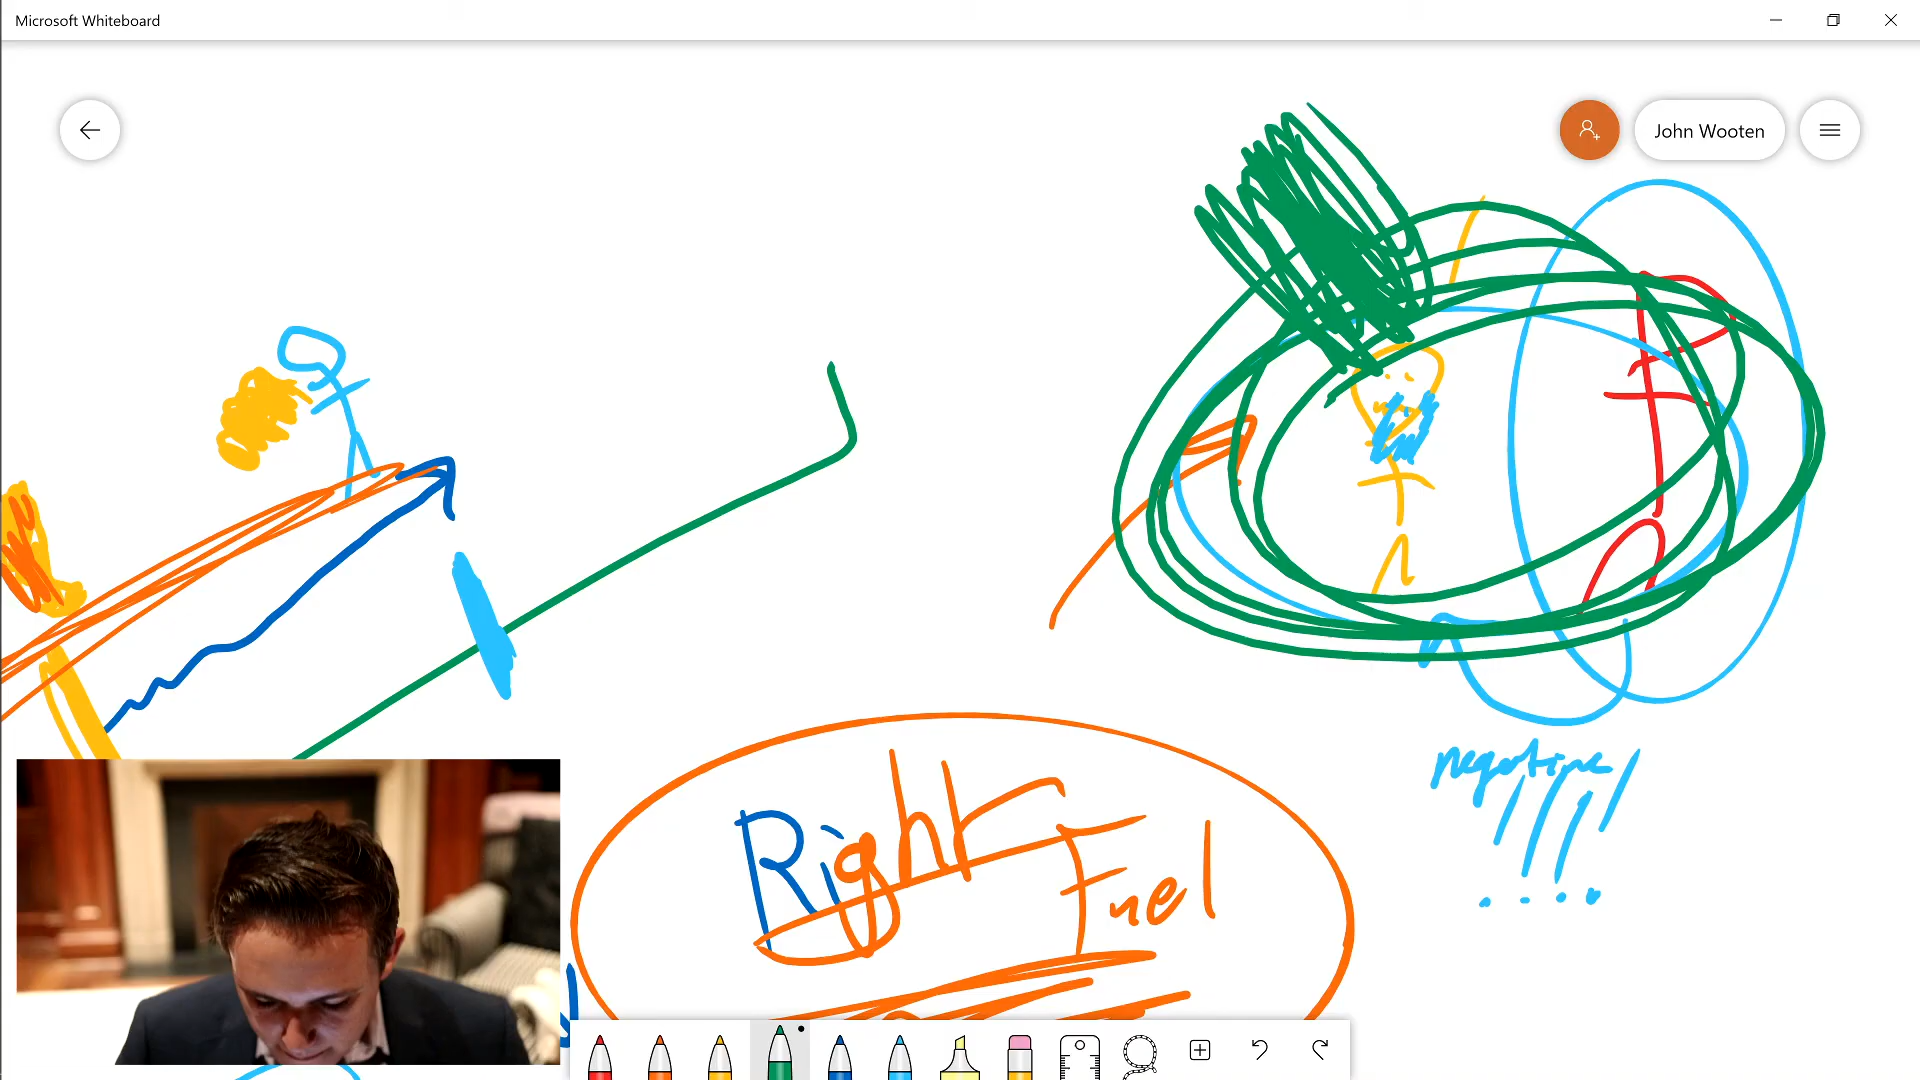 Microsoft Whiteboard
John Wooten
negative
Right
Fuel